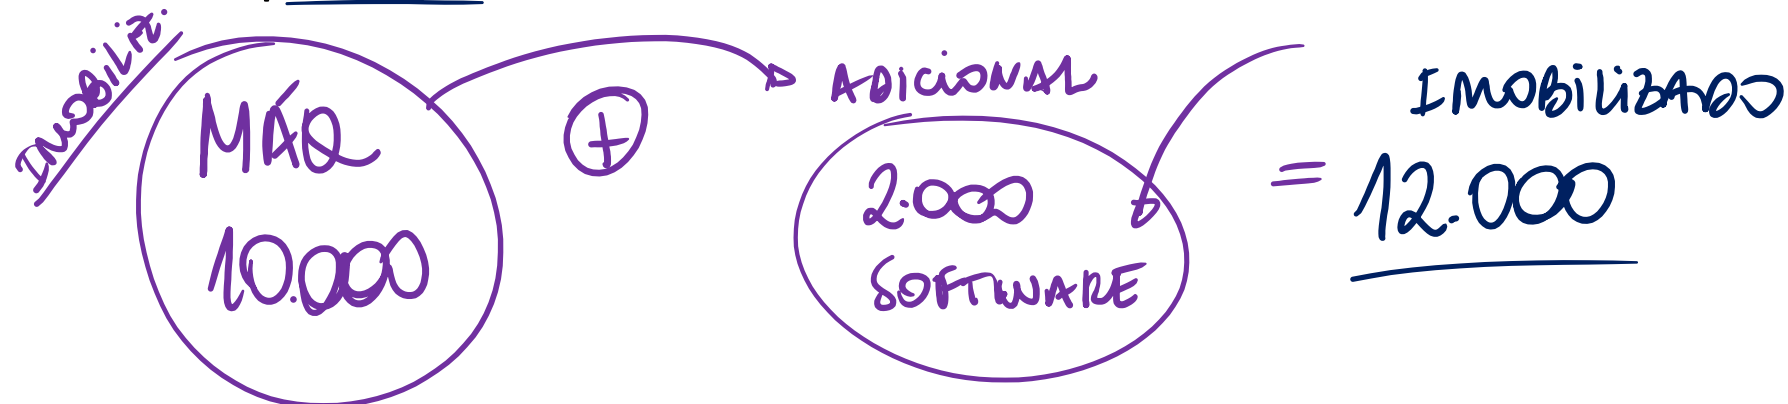 IMOBILIZ.
MÁQ
10.000
+
ADICIONAL
2.000
SOFTWARE
=
IMOBILIZADO
12.000